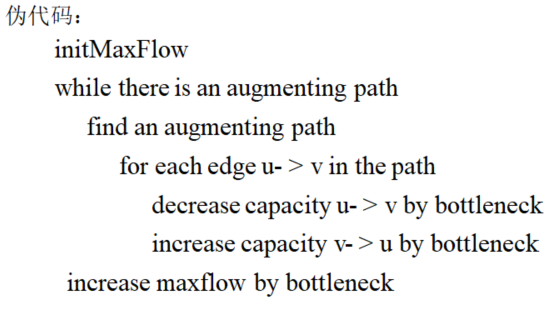 伪代码：
initMaxFlow
while there is an augmenting path
find an augmenting path
for each edge u- > v in the path
decrease capacity u- > v by bottleneck
increase capacity v- > u by bottleneck
increase maxflow by bottleneck